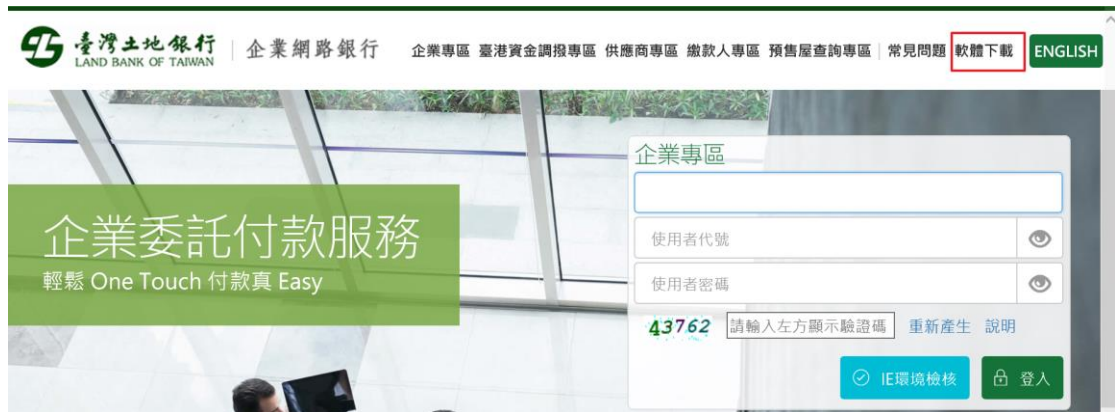 臺灣土地銀行
LAND BANK OF TAIWAN
企業網路銀行
企業專區 臺港資金調撥專區 供應商專區 繳款人專區 預售屋查詢專區 常見問題 軟體下載 ENGLISH
企業委託付款服務
輕鬆 One Touch 付款真 Easy
企業專區
使用者代號
使用者密碼
43762 請輸入左方顯示驗證碼 重新產生 說明
IE環境檢核 登入